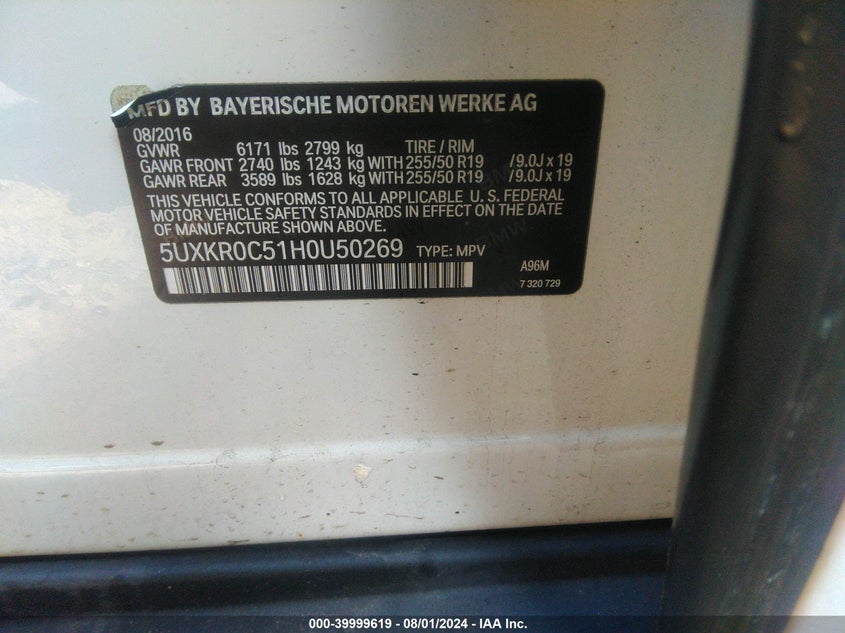 MFD BY BAYERISCHE MOTOREN WERKE AG
08/2016
GVWR 6171 lbs 2799 kg TIRE / RIM
GAWR FRONT 2740 lbs 1243 kg WITH 255/50 R19 /9.0J x 19
GAWR REAR 3589 lbs 1628 kg WITH 255/50 R19 /9.0J x 19
THIS VEHICLE CONFORMS TO ALL APPLICABLE U. S. FEDERAL
MOTOR VEHICLE SAFETY STANDARDS IN EFFECT ON THE DATE
OF MANUFACTURE SHOWN ABOVE.
5UXKR0C51H0U50269 TYPE: MPV
A96M
7 320 729
000-39999619 - 08/01/2024 - IAA Inc.